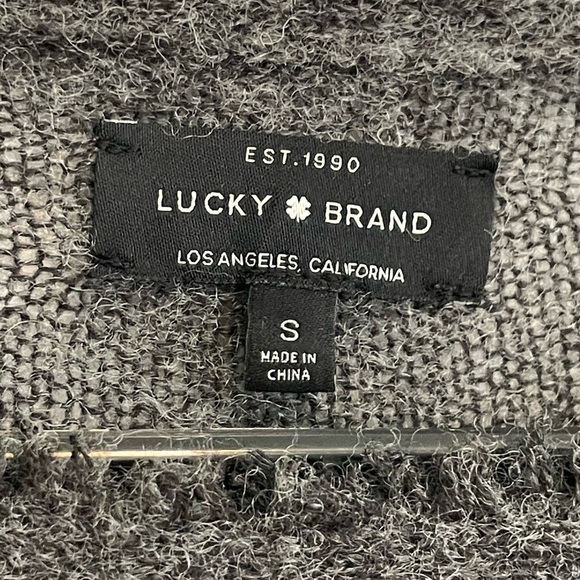 EST.1990
LUCKY BRAND
LOS ANGELES, CALIFORNIA
S
MADE IN
CHINA